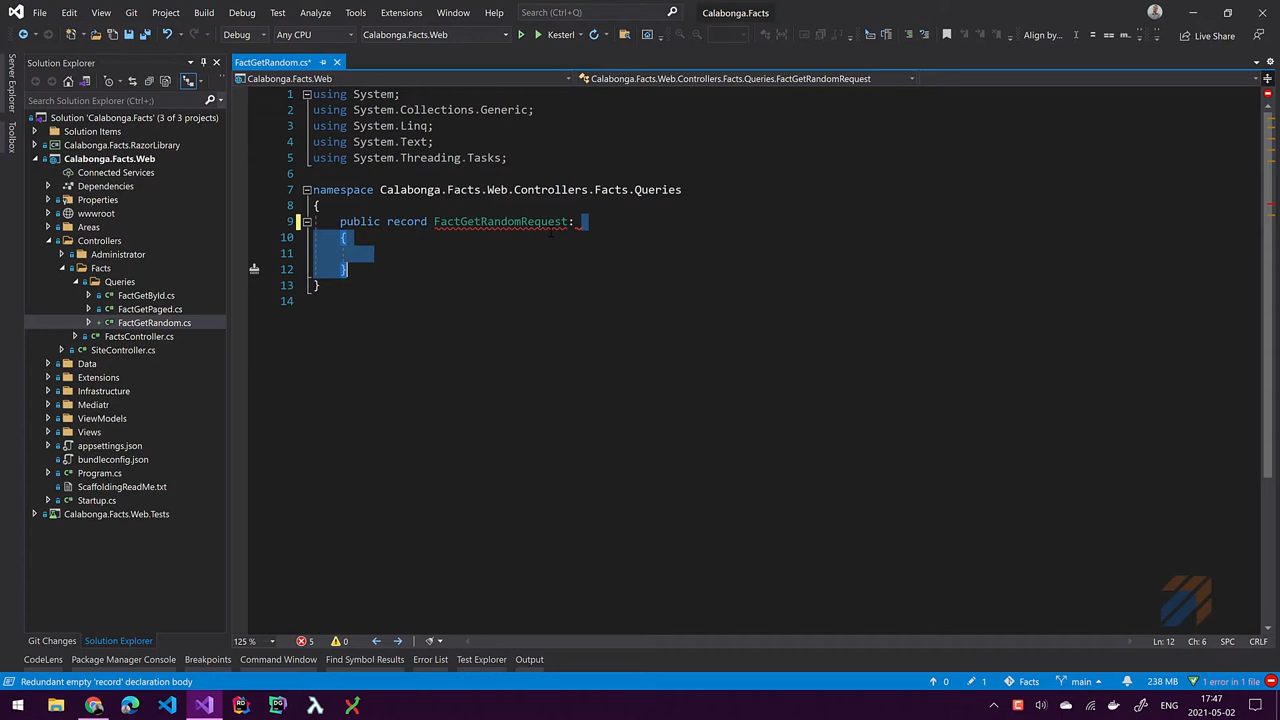 File Edit View Git Project Build Debug Test Analyze Tools Extensions Window Help Search (Ctrl+Q) Calabonga.Facts
Debug Any CPU Calabonga.Facts.Web Kestrel Align by... Live Share
Server Explorer
Toolbox
Solution Explorer
Search Solution Explorer (Ctrl+;)
Solution 'Calabonga.Facts' (3 of 3 projects)
Solution Items
Calabonga.Facts.RazorLibrary
Calabonga.Facts.Web
Connected Services
Dependencies
Properties
wwwroot
Areas
Controllers
Administrator
Facts
Queries
FactGetById.cs
FactGetPaged.cs
FactGetRandom.cs
FactsController.cs
SiteController.cs
Data
Extensions
Infrastructure
Mediatr
ViewModels
Views
appsettings.json
bundleconfig.json
Program.cs
ScaffoldingReadMe.txt
Startup.cs
Calabonga.Facts.Web.Tests
Git Changes Solution Explorer
FactGetRandom.cs*
Calabonga.Facts.Web Calabonga.Facts.Web.Controllers.Facts.Queries.FactGetRandomRequest
1 using System;
2 using System.Collections.Generic;
3 using System.Linq;
4 using System.Text;
5 using System.Threading.Tasks;
6
7 namespace Calabonga.Facts.Web.Controllers.Facts.Queries
8 {
9 public record FactGetRandomRequest:
10 {
11
12 }
13 }
14
125 % 5 0 Ln: 12 Ch: 6 SPC CRLF
CodeLens Package Manager Console Breakpoints Command Window Find Symbol Results Error List Test Explorer Output
Redundant empty 'record' declaration body 0 1 Facts main 238 MB 1 error in 1 file
ENG 17:47
2021-05-02